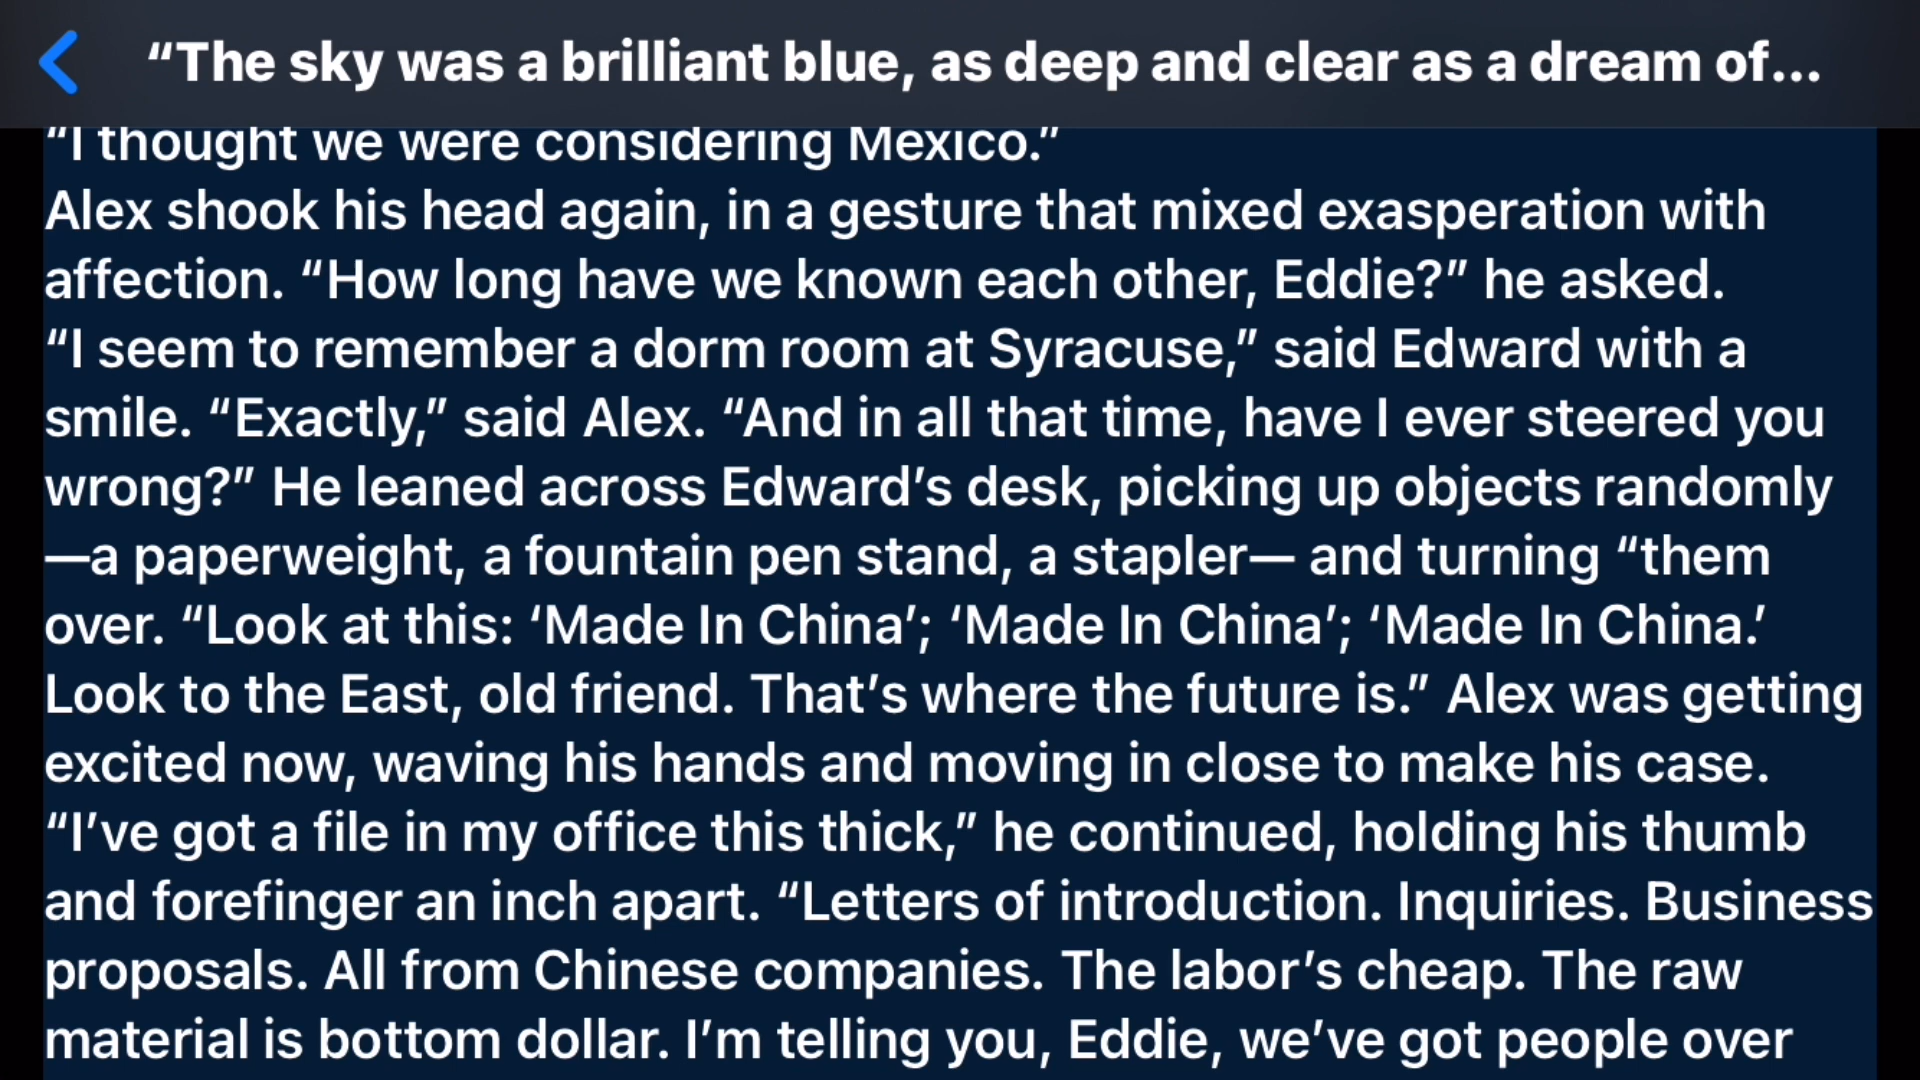 “The sky was a brilliant blue, as deep and clear as a dream of...
“I thought we were considering Mexico.”
Alex shook his head again, in a gesture that mixed exasperation with
affection. “How long have we known each other, Eddie?” he asked.
“I seem to remember a dorm room at Syracuse,” said Edward with a
smile. “Exactly,” said Alex. “And in all that time, have I ever steered you
wrong?” He leaned across Edward’s desk, picking up objects randomly
—a paperweight, a fountain pen stand, a stapler— and turning “them
over. “Look at this: ‘Made In China’; ‘Made In China’; ‘Made In China.’
Look to the East, old friend. That’s where the future is.” Alex was getting
excited now, waving his hands and moving in close to make his case.
“I’ve got a file in my office this thick,” he continued, holding his thumb
and forefinger an inch apart. “Letters of introduction. Inquiries. Business
proposals. All from Chinese companies. The labor’s cheap. The raw
material is bottom dollar. I’m telling you, Eddie, we’ve got people over